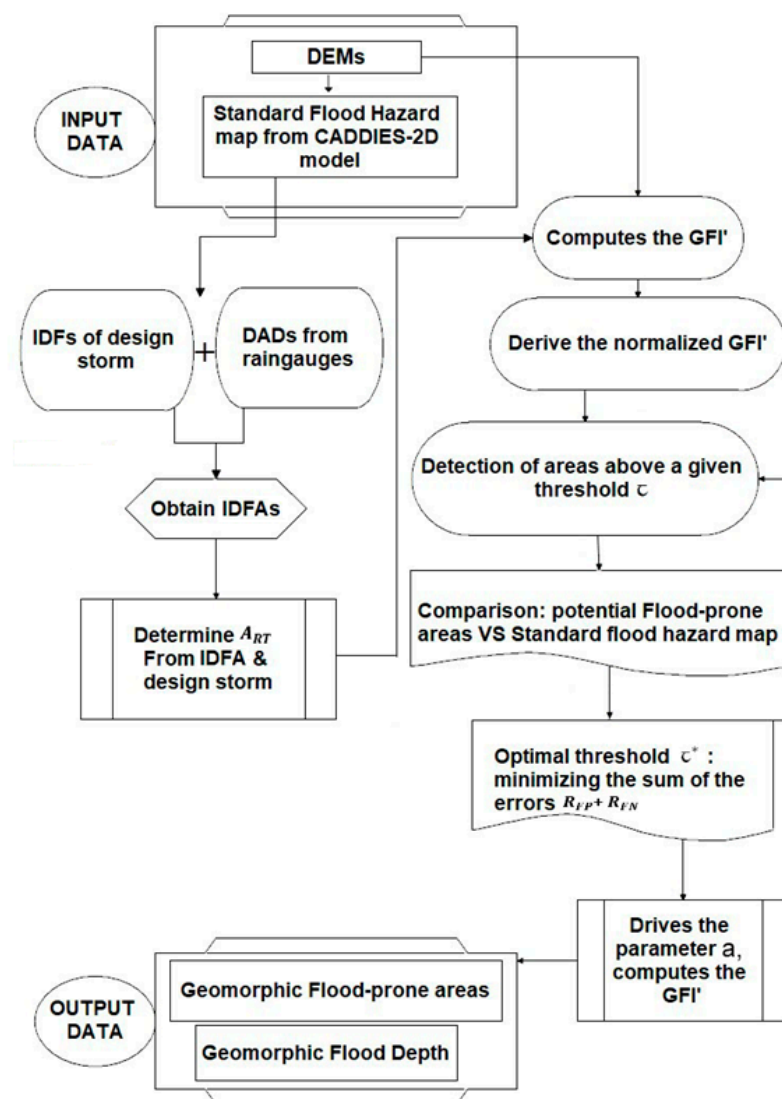 DEMs
INPUT
DATA
Standard Flood Hazard
map from CADDIES-2D
model
Computes the GFI'
IDFs of design
storm
+
DADs from
raingauges
Derive the normalized GFI'
Detection of areas above a given
threshold τ
Obtain IDFAs
Comparison: potential Flood-prone
areas VS Standard flood hazard map
Determine A_RT
From IDFA &
design storm
Optimal threshold τ* :
minimizing the sum of the
errors R_FP + R_FN
Drives the
parameter a,
computes the
GFI'
OUTPUT
DATA
Geomorphic Flood-prone areas
Geomorphic Flood Depth